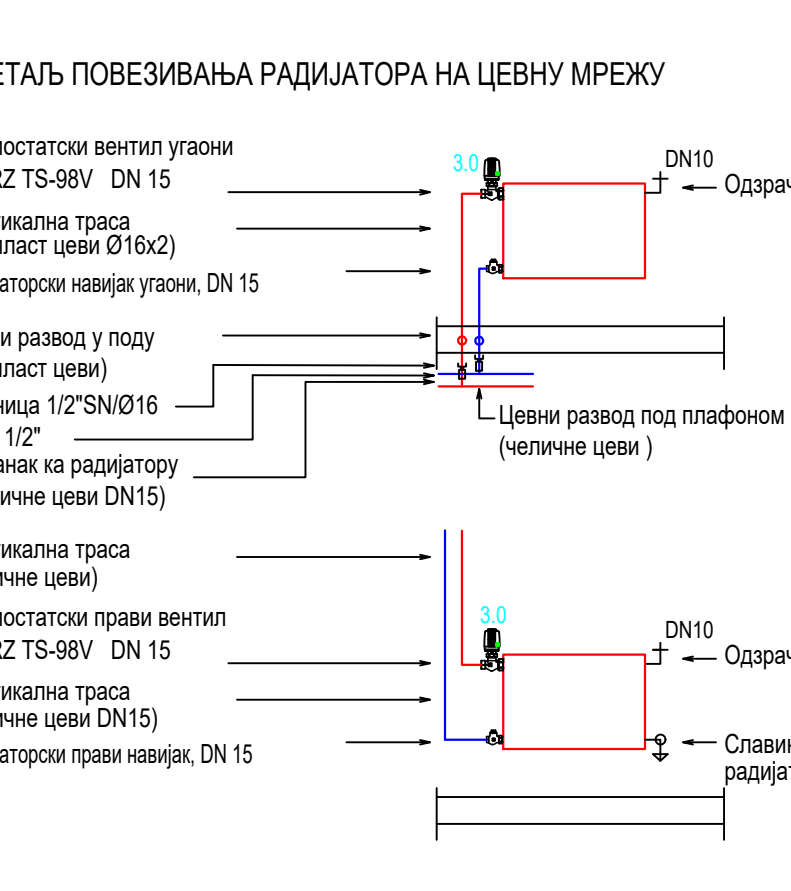 ЕТАЉ ПОВЕЗИВАЊА РАДИЈАТОРА НА ЦЕВНУ МРЕЖУ
мостатски вентил угаони
RZ TS-98V DN 15
тикална траса
пласт цеви Ø16x2)
аторски навијак угаони, DN 15
и развод у поду
пласт цеви)
ница 1/2"SN/Ø16
1/2"
анак ка радијатору
ичне цеви DN15)
3.0
DN10
Одзрач
Цевни развод под плафоном
(челичне цеви )
тикална траса
ичне цеви)
мостатски прави вентил
RZ TS-98V DN 15
тикална траса
ичне цеви DN15)
аторски прави навијак, DN 15
3.0
DN10
Одзрач
Славин
радијат